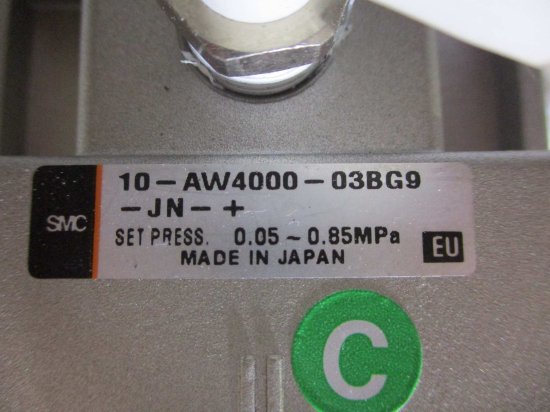 SMC
10-AW4000-03BG9
-JN-+
SET PRESS. 0.05~0.85MPa
MADE IN JAPAN
EU
C